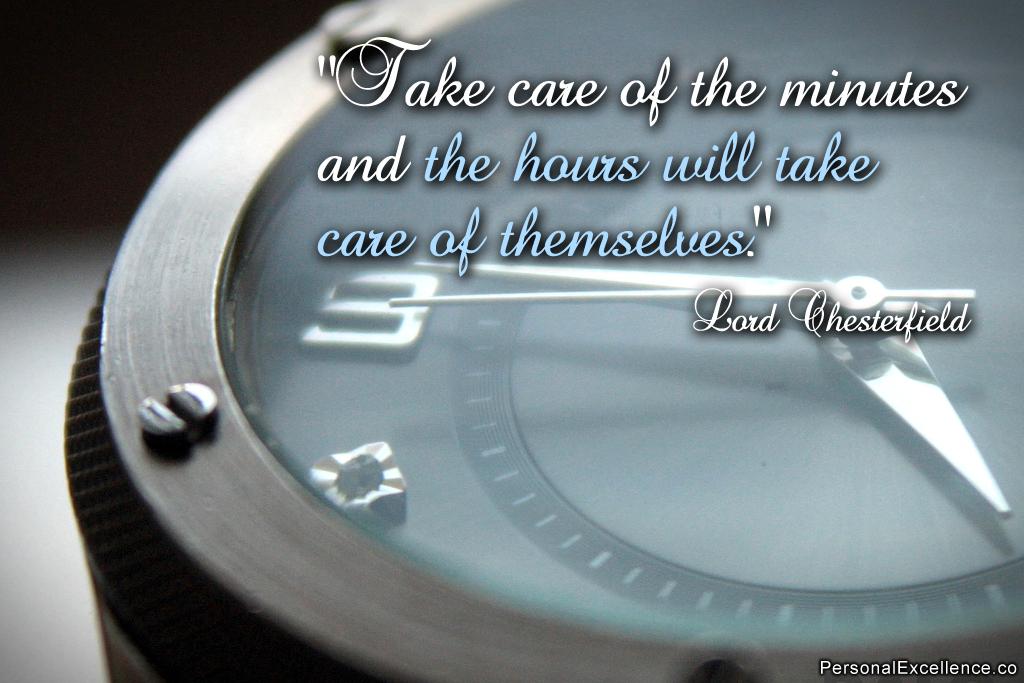 "Take care of the minutes
and the hours will take
care of themselves."
Lord Chesterfield
3
PersonalExcellence.co